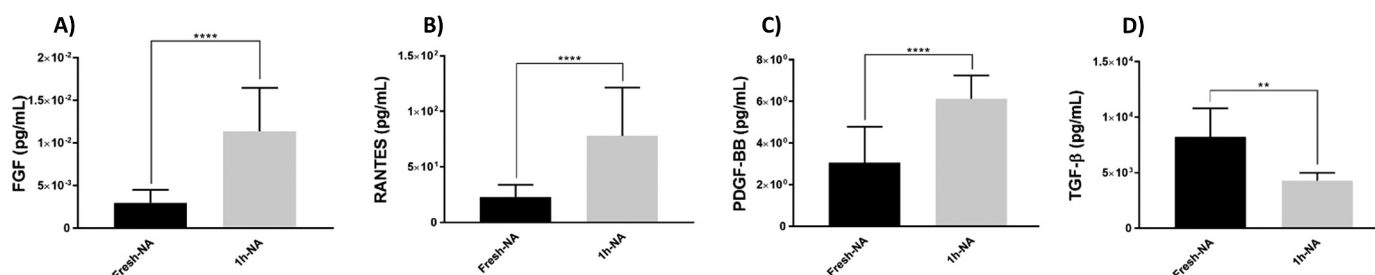 A)
****
FGF (pg/mL)
2×10⁻²
1.5×10⁻²
1×10⁻²
5×10⁻³
0
Fresh-NA
1h-NA
B)
****
RANTES (pg/mL)
1.5×10²
1×10²
5×10¹
0
Fresh-NA
1h-NA
C)
****
PDGF-BB (pg/mL)
8×10⁰
6×10⁰
4×10⁰
2×10⁰
0
Fresh-NA
1h-NA
D)
**
TGF-β (pg/mL)
1.5×10⁴
1×10⁴
5×10³
0
Fresh-NA
1h-NA